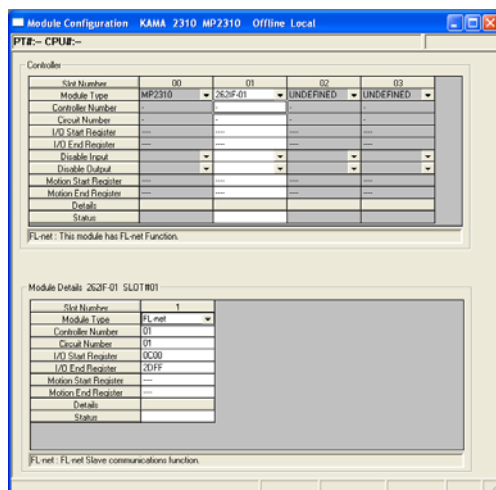 Module Configuration KAMA 2310 MP2310 Offline Local
PT#:-- CPU#:--
Controller
Slot Number 00 01 02 03
Module Type MP2310 262IF-01 UNDEFINED UNDEFINED
Controller Number - - - -
Circuit Number - - - -
I/O Start Register ---- ---- ---- ----
I/O End Register ---- ---- ---- ----
Disable Input
Disable Output
Motion Start Register ---- ---- ---- ----
Motion End Register ---- ---- ---- ----
Details
Status
FL-net : This module has FL-net Function.
Module Details 262IF-01 SLOT#01
Slot Number 1
Module Type FL-net
Controller Number 01
Circuit Number 01
I/O Start Register 0C00
I/O End Register 2DFF
Motion Start Register ----
Motion End Register ----
Details
Status
FL-net : FL-net Slave communications function.